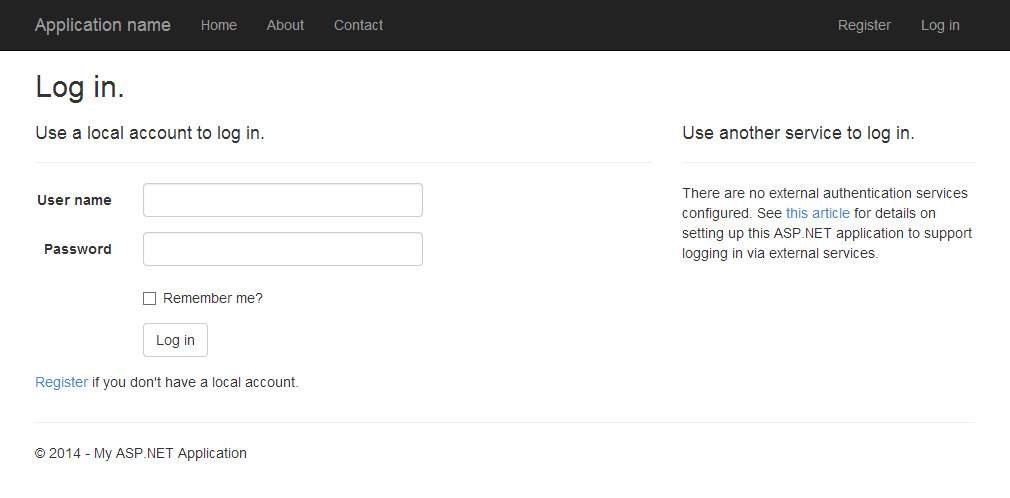 Application name Home About Contact Register Log in
Log in.
Use a local account to log in.
User name
Password
Remember me?
Log in
Register if you don't have a local account.
Use another service to log in.
There are no external authentication services
configured. See this article for details on
setting up this ASP.NET application to support
logging in via external services.
© 2014 - My ASP.NET Application